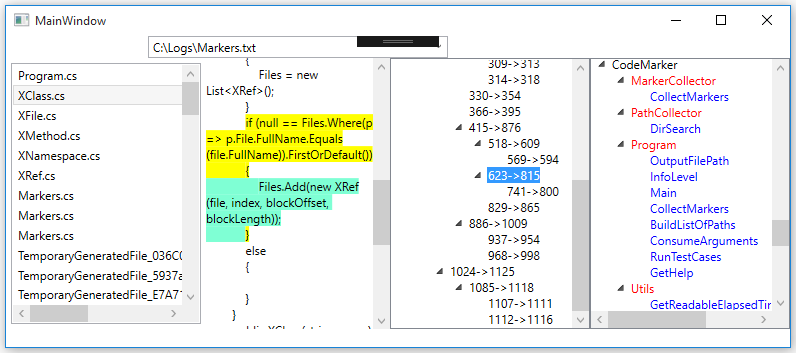 MainWindow
C:\Logs\Markers.txt
Program.cs
XClass.cs
XFile.cs
XMethod.cs
XNamespace.cs
XRef.cs
Markers.cs
Markers.cs
Markers.cs
TemporaryGeneratedFile_036C0
TemporaryGeneratedFile_5937a
TemporaryGeneratedFile_E7A71
{
Files = new
List<XRef>();
}
if (null == Files.Where(p
=> p.File.FullName.Equals
(file.FullName)).FirstOrDefault())
{
Files.Add(new XRef
(file, index, blockOffset,
blockLength));
}
else
{
}
}
309->313
314->318
330->354
366->395
415->876
518->609
569->594
623->815
741->800
829->865
886->1009
937->954
968->998
1024->1125
1085->1118
1107->1111
1112->1116
CodeMarker
MarkerCollector
CollectMarkers
PathCollector
DirSearch
Program
OutputFilePath
InfoLevel
Main
CollectMarkers
BuildListOfPaths
ConsumeArguments
RunTestCases
GetHelp
Utils
GetReadableElapsedTim